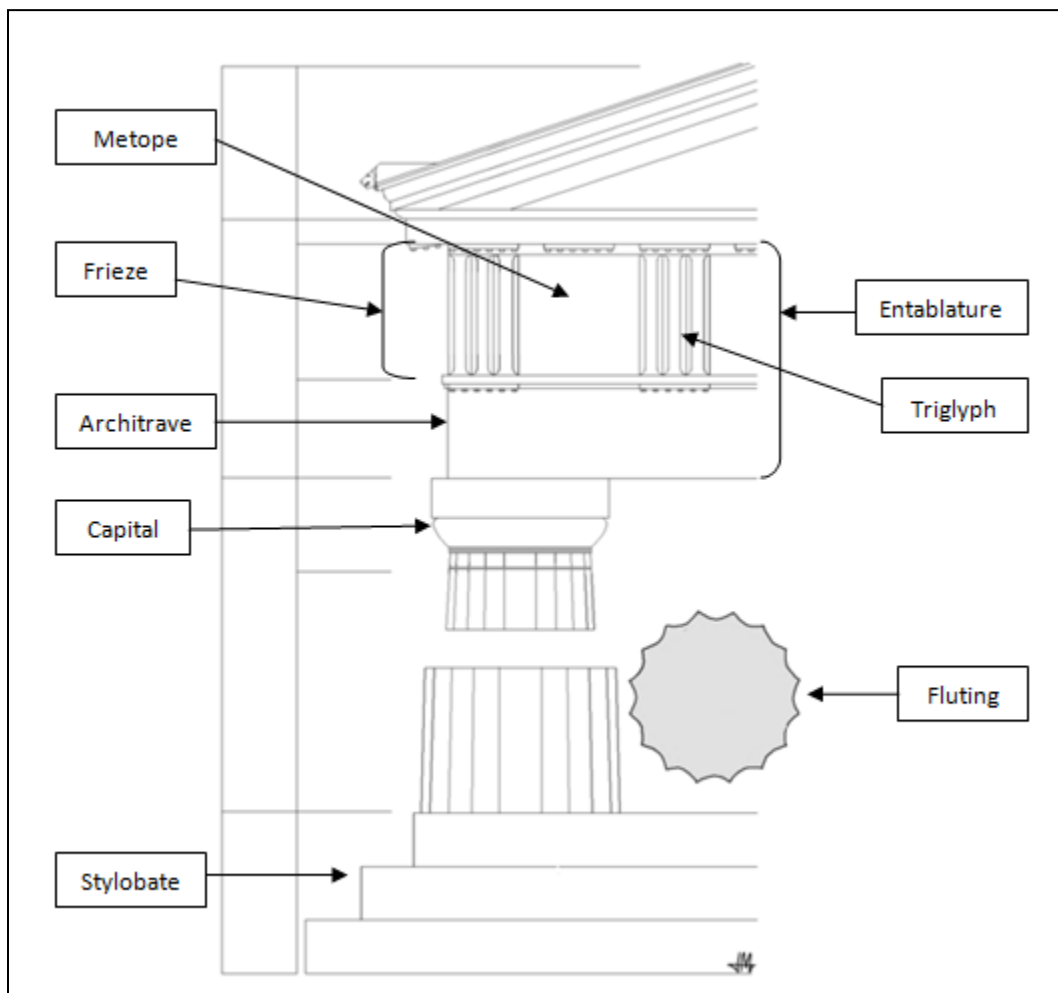 Metope
Frieze
Entablature
Architrave
Triglyph
Capital
Fluting
Stylobate